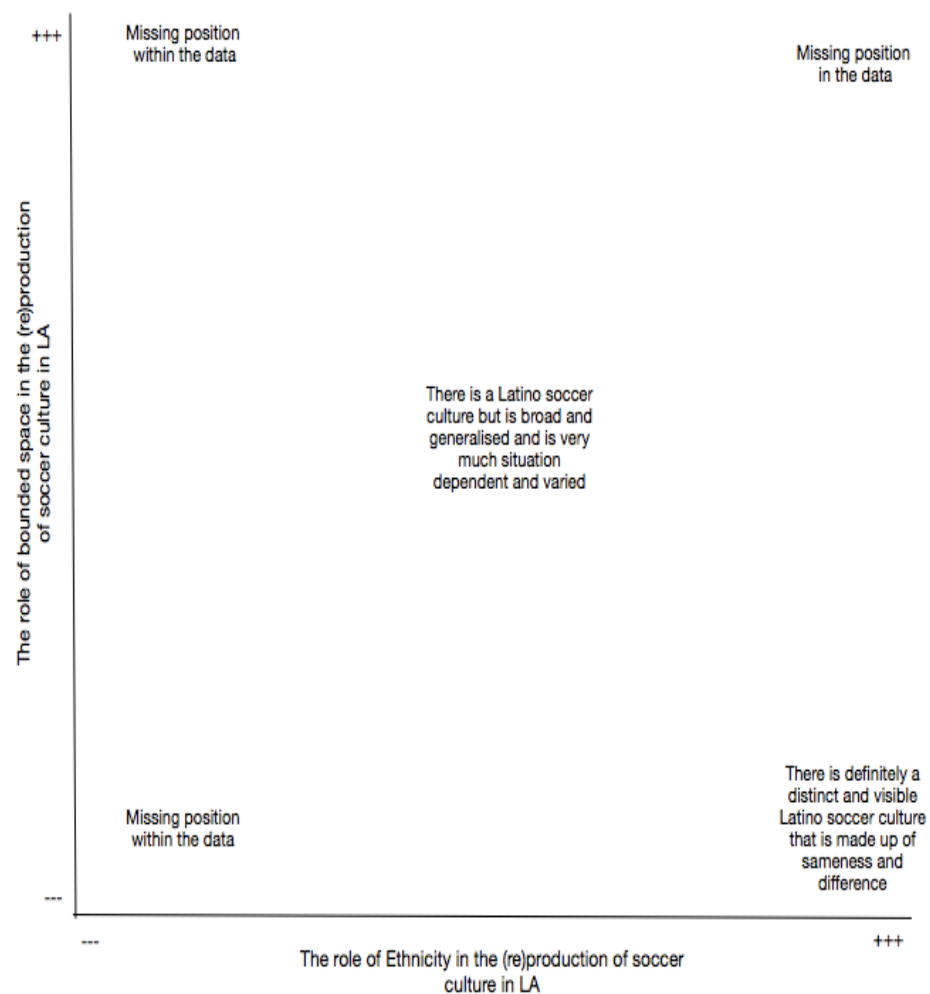 +++
Missing position
within the data
Missing position
in the data
The role of bounded space in the (re)production
of soccer culture in LA
There is a Latino soccer
culture but is broad and
generalised and is very
much situation
dependent and varied
Missing position
within the data
There is definitely a
distinct and visible
Latino soccer culture
that is made up of
sameness and
difference
---
---
+++
The role of Ethnicity in the (re)production of soccer
culture in LA